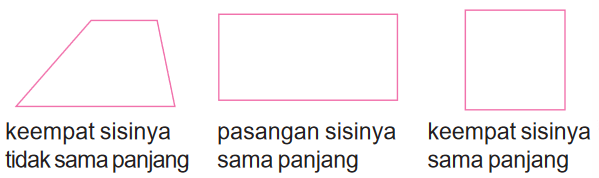 keempat sisinya
tidak sama panjang
pasangan sisinya
sama panjang
keempat sisinya
sama panjang